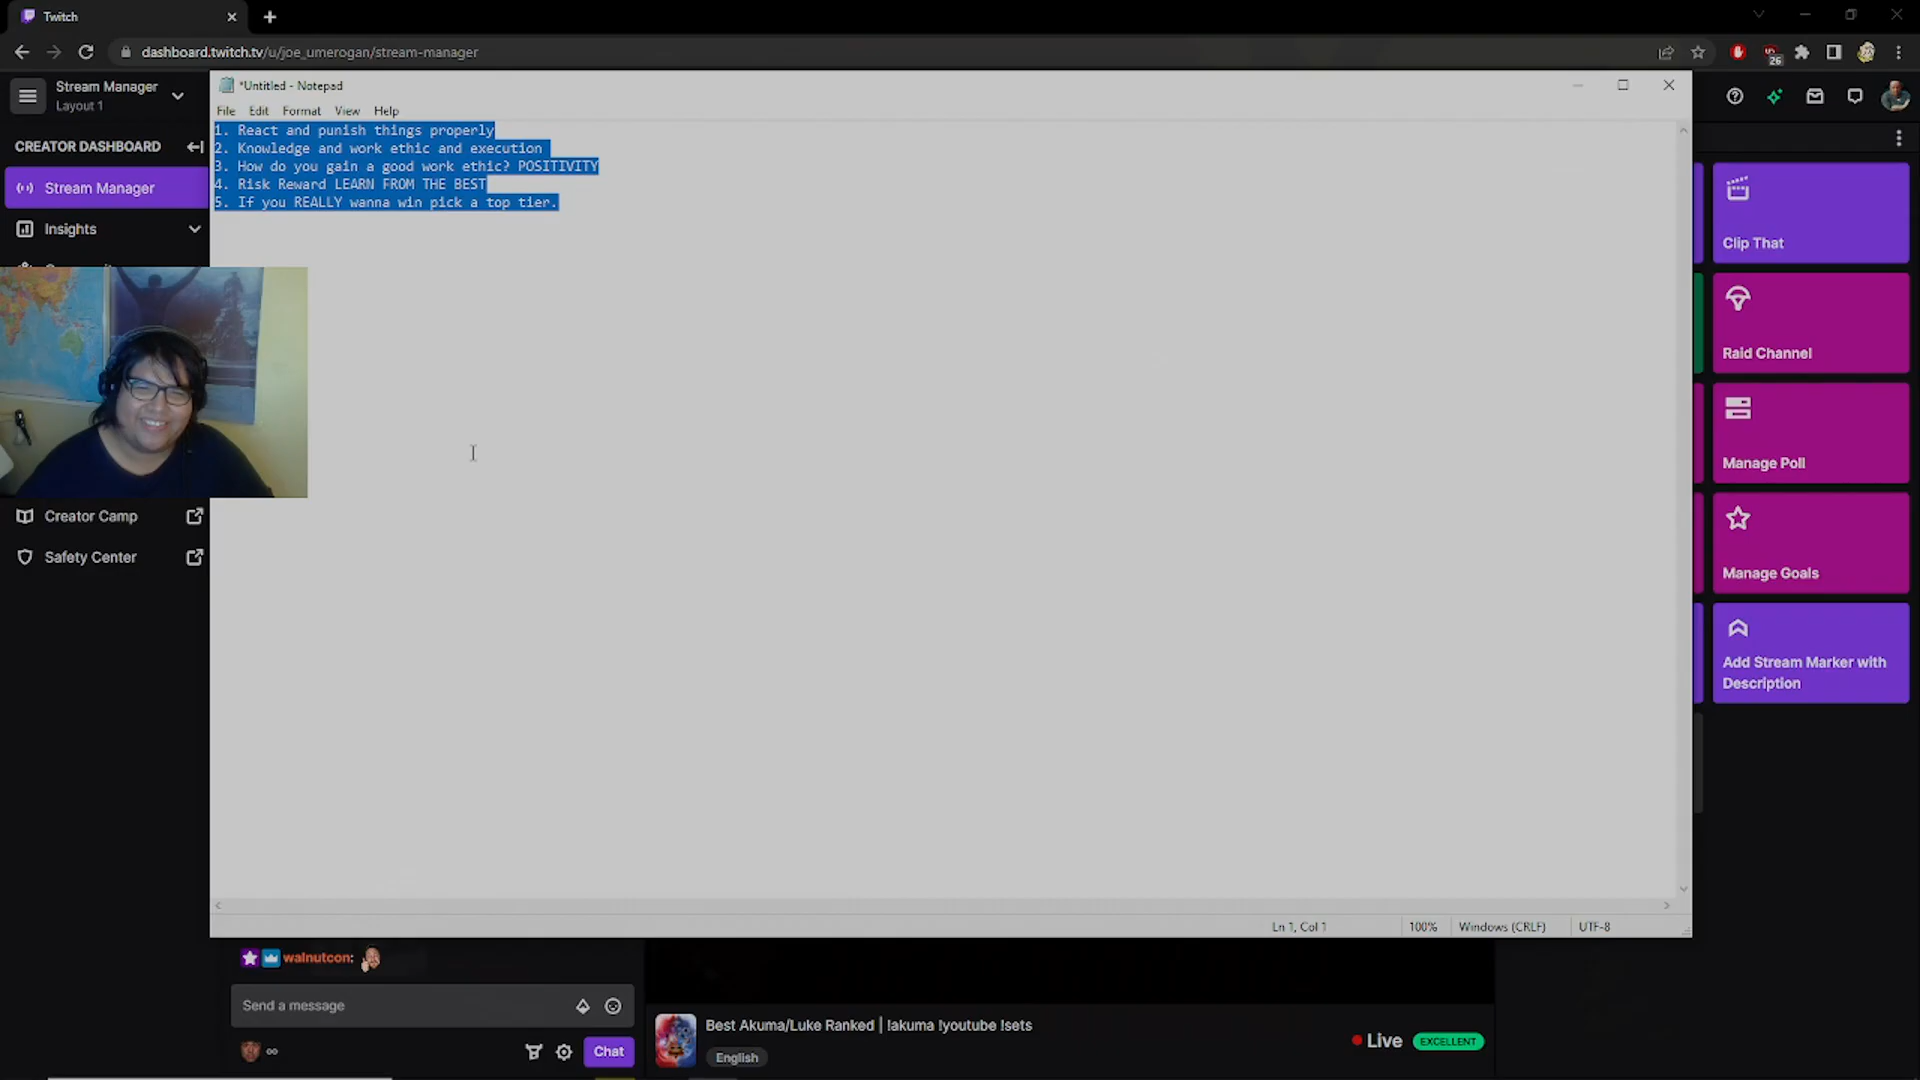 Twitch
dashboard.twitch.tv/u/joe_umerogan/stream-manager
26
Stream Manager
Layout 1
*Untitled - Notepad
File Edit Format View Help
CREATOR DASHBOARD
Stream Manager
Insights
Creator Camp
Safety Center
1. React and punish things properly
2. Knowledge and work ethic and execution
3. How do you gain a good work ethic? POSITIVITY
4. Risk Reward LEARN FROM THE BEST
5. If you REALLY wanna win pick a top tier.
Ln 1, Col 1
100%
Windows (CRLF)
UTF-8
Clip That
Raid Channel
Manage Poll
Manage Goals
Add Stream Marker with
Description
walnutcon:
Send a message
Chat
Best Akuma/Luke Ranked | !akuma !youtube !sets
English
Live
EXCELLENT